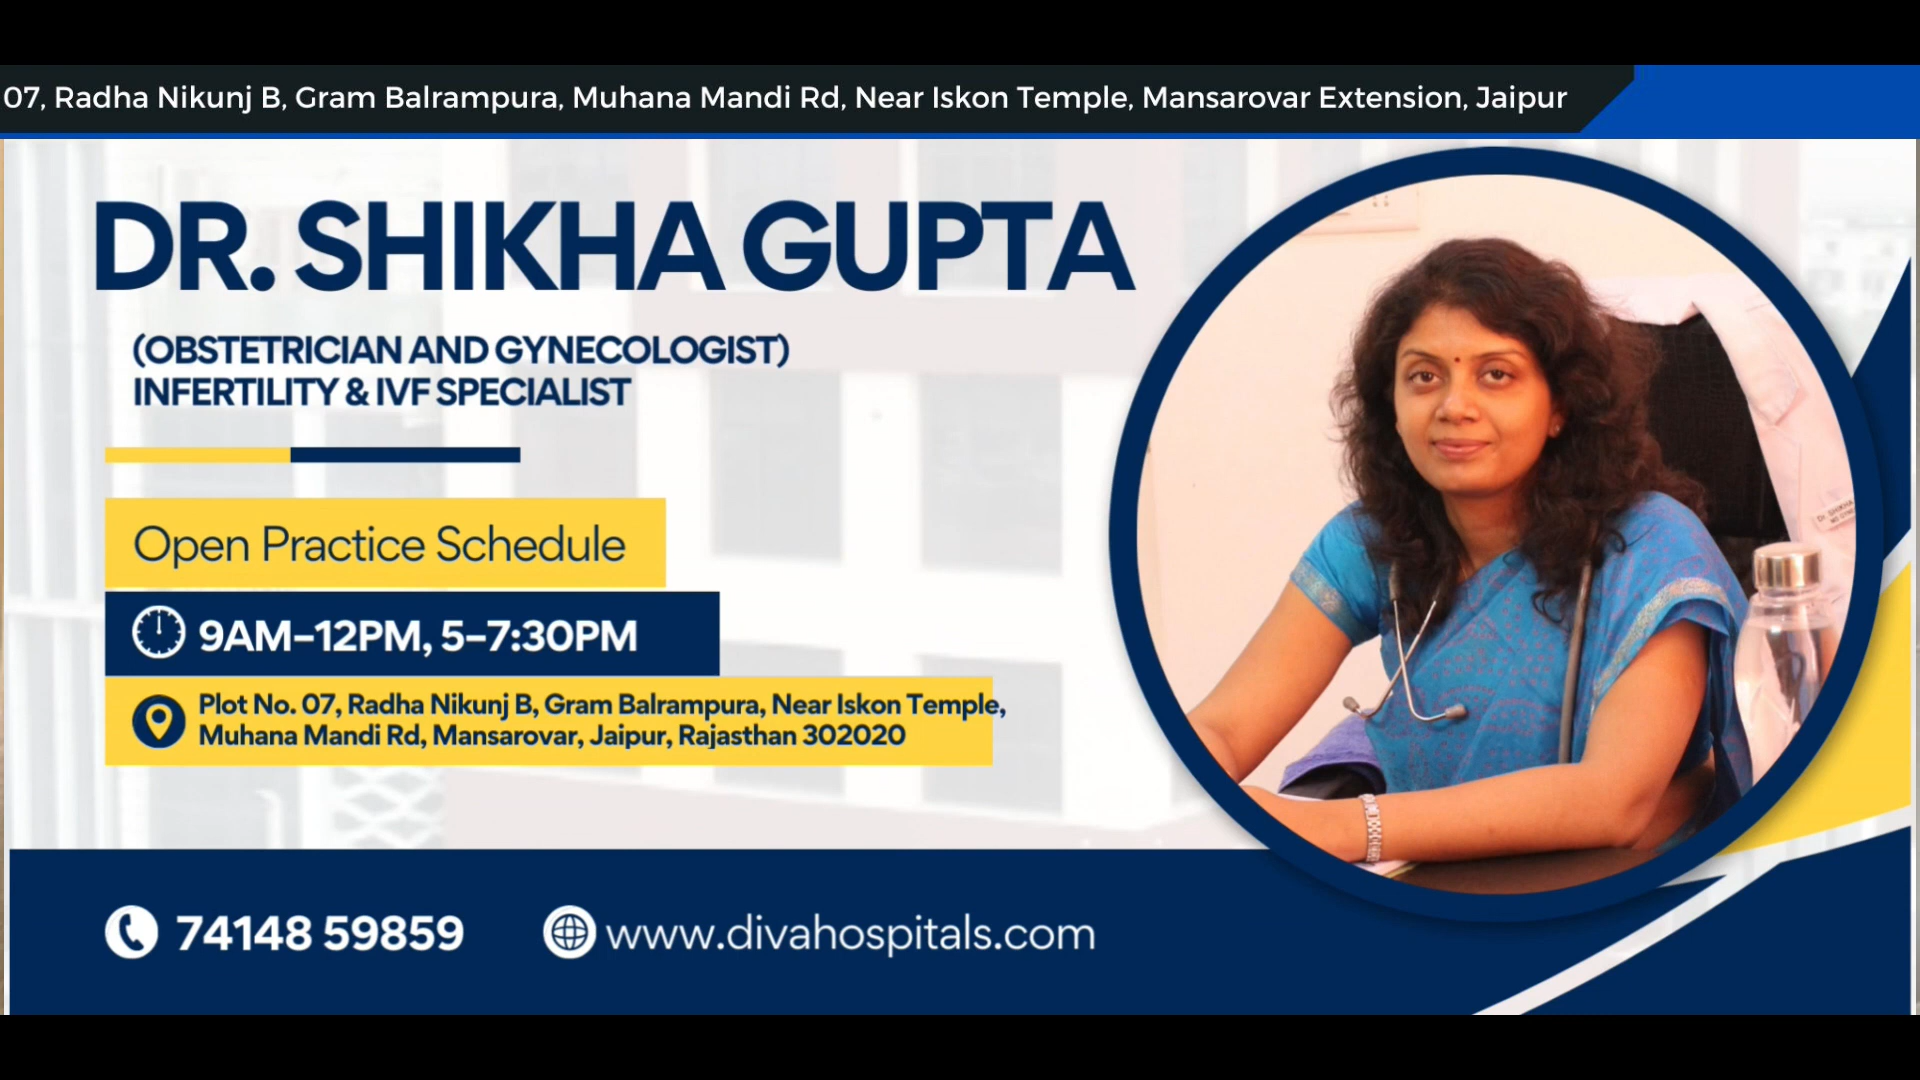 07, Radha Nikunj B, Gram Balrampura, Muhana Mandi Rd, Near Iskon Temple, Mansarovar Extension, Jaipur
DR. SHIKHA GUPTA
(OBSTETRICIAN AND GYNECOLOGIST)
INFERTILITY & IVF SPECIALIST
Open Practice Schedule
9AM–12PM, 5–7:30PM
Plot No. 07, Radha Nikunj B, Gram Balrampura, Near Iskon Temple,
Muhana Mandi Rd, Mansarovar, Jaipur, Rajasthan 302020
Dr. SHIKHA
74148 59859
www.divahospitals.com